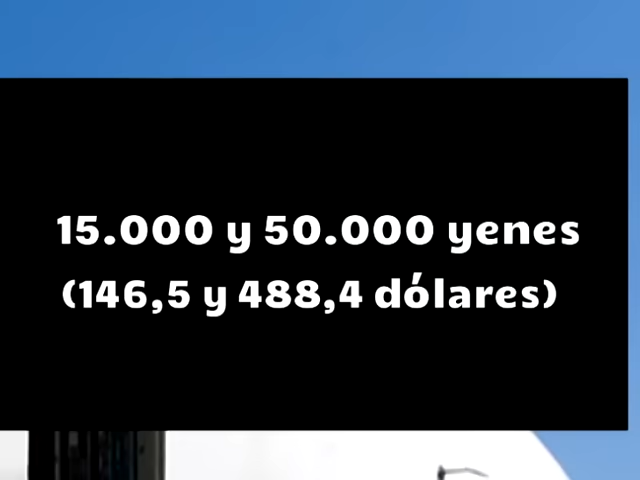 15.000 y 50.000 yenes
(146,5 y 488,4 dólares)